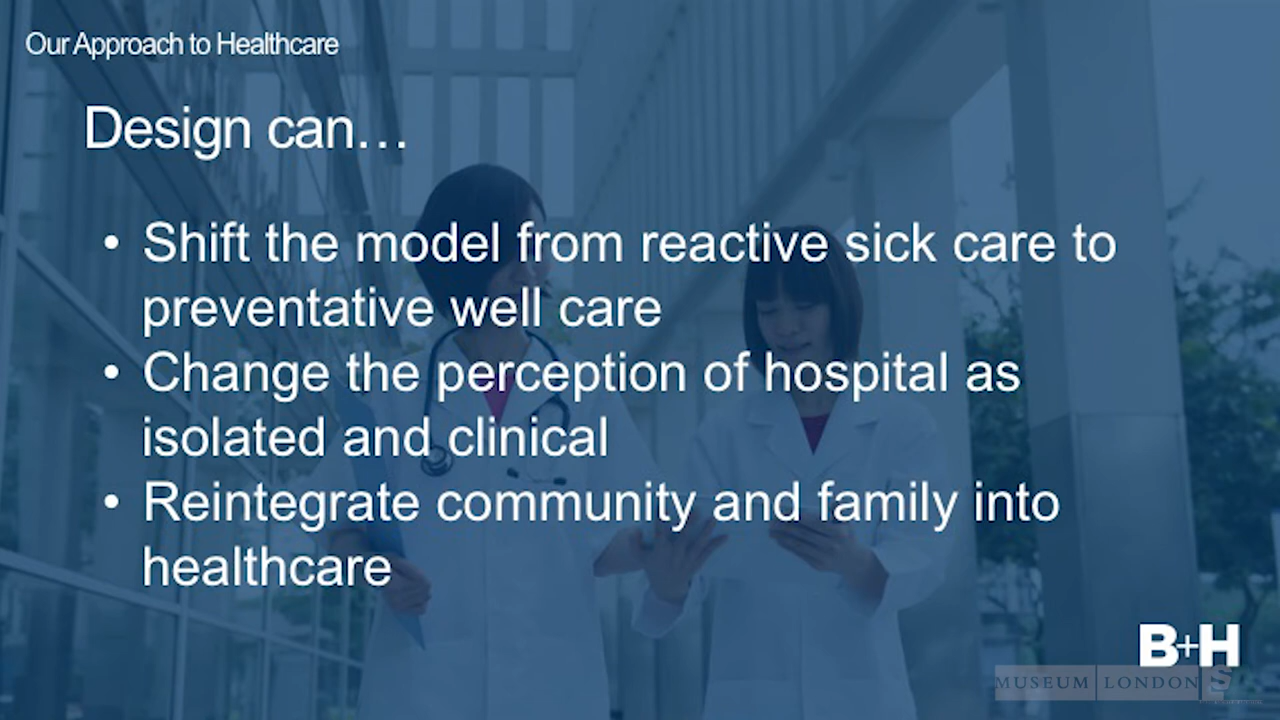 Our Approach to Healthcare
Design can…
• Shift the model from reactive sick care to
preventative well care
• Change the perception of hospital as
isolated and clinical
• Reintegrate community and family into
healthcare
B+H
MUSEUM LONDON